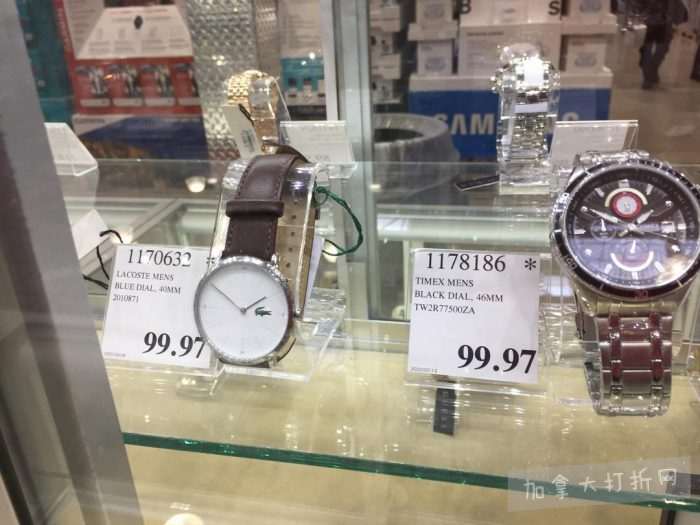 SAMSUNG
1170632 *
LACOSTE MENS
BLUE DIAL, 40MM
2010871
99.97
1178186 *
TIMEX MENS
BLACK DIAL, 46MM
TW2R77500ZA
99.97
加拿大打折网